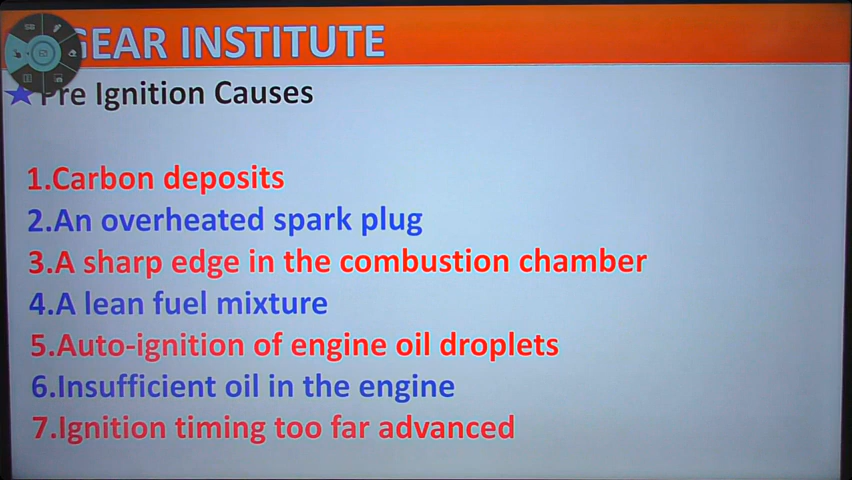 GEAR INSTITUTE
Pre Ignition Causes
1.Carbon deposits
2.An overheated spark plug
3.A sharp edge in the combustion chamber
4.A lean fuel mixture
5.Auto-ignition of engine oil droplets
6.Insufficient oil in the engine
7.Ignition timing too far advanced